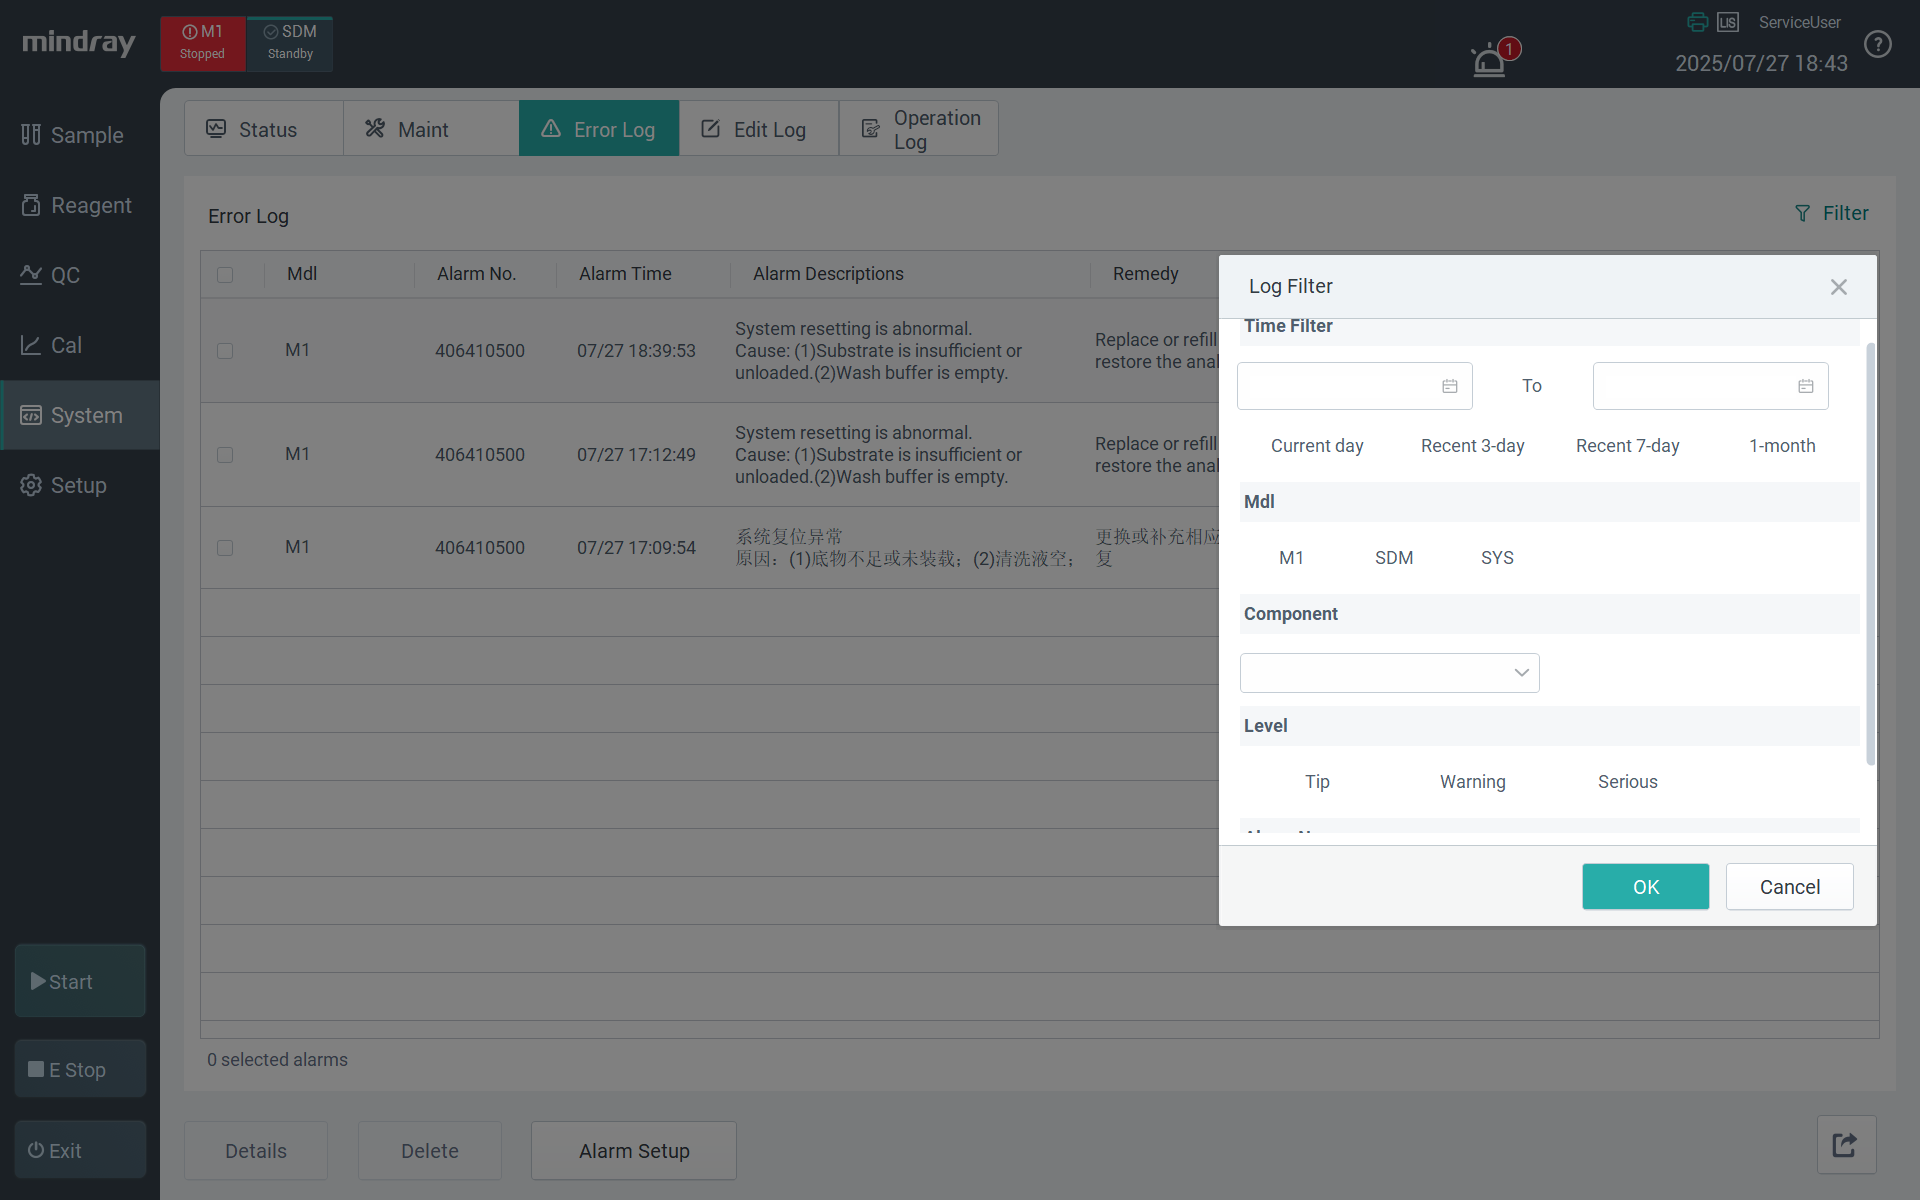 mindray
M1
Stopped
SDM
Standby
1
LIS
ServiceUser
2025/07/27 18:43
?
Sample
Reagent
QC
Cal
System
Setup
Start
E Stop
Exit
Status
Maint
Error Log
Edit Log
Operation
Log
Error Log
Filter
Mdl
Alarm No.
Alarm Time
Alarm Descriptions
Remedy
M1
406410500
07/27 18:39:53
System resetting is abnormal.
Cause: (1)Substrate is insufficient or
unloaded.(2)Wash buffer is empty.
Replace or refill
restore the anal
M1
406410500
07/27 17:12:49
System resetting is abnormal.
Cause: (1)Substrate is insufficient or
unloaded.(2)Wash buffer is empty.
Replace or refill
restore the anal
M1
406410500
07/27 17:09:54
系统复位异常
原因：(1)底物不足或未装载；(2)清洗液空；
更换或补充相应
复
0 selected alarms
Details
Delete
Alarm Setup
Log Filter
Time Filter
To
Current day
Recent 3-day
Recent 7-day
1-month
Mdl
M1
SDM
SYS
Component
Level
Tip
Warning
Serious
OK
Cancel